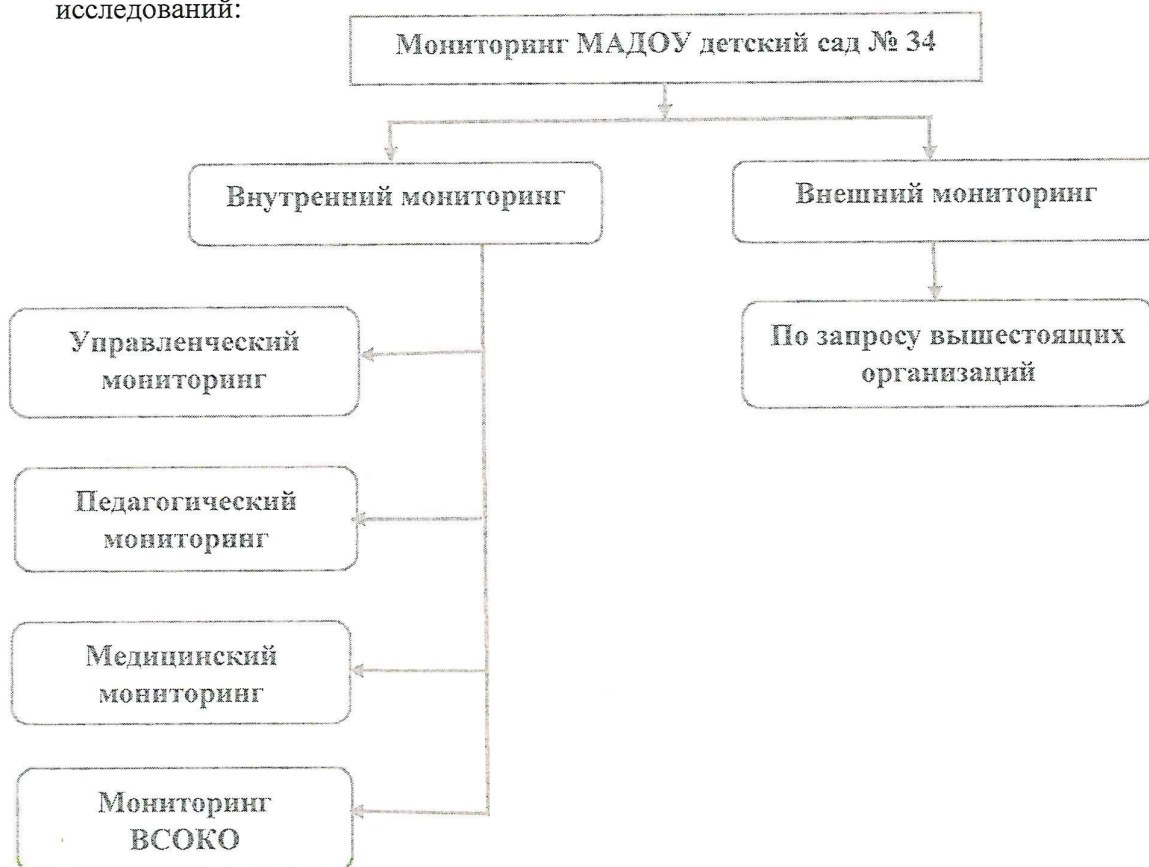 исследований:
Мониторинг МАДОУ детский сад № 34
Внутренний мониторинг
Внешний мониторинг
Управленческий
мониторинг
По запросу вышестоящих
организаций
Педагогический
мониторинг
Медицинский
мониторинг
Мониторинг
ВСОКО